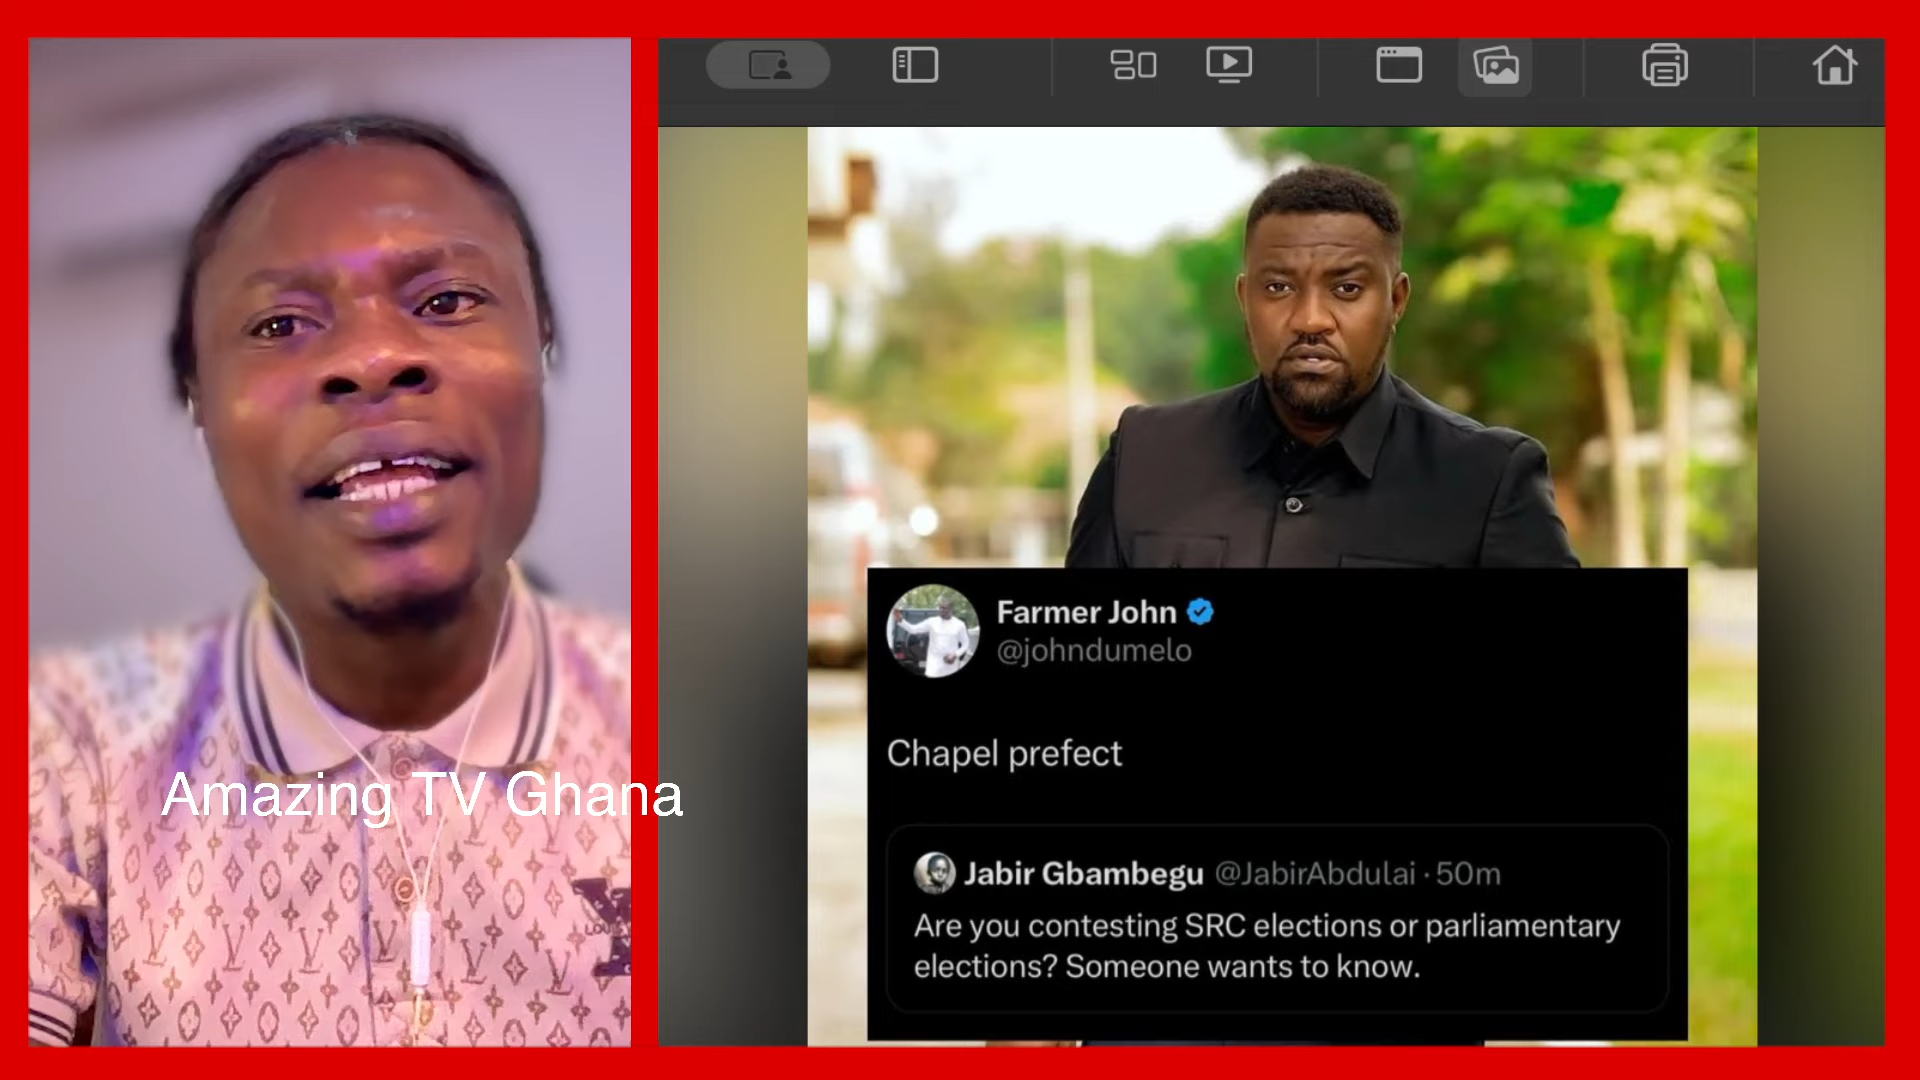 Amazing TV Ghana
Farmer John
@johndumelo
Chapel prefect
Jabir Gbambegu @JabirAbdulai · 50m
Are you contesting SRC elections or parliamentary
elections? Someone wants to know.